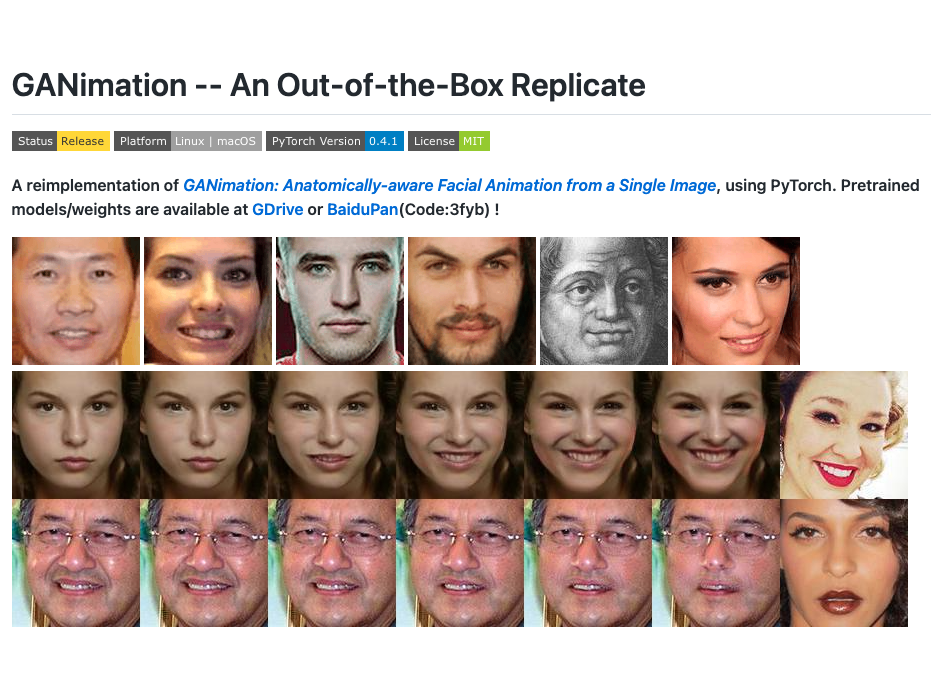 GANimation -- An Out-of-the-Box Replicate
Status Release Platform Linux | macOS PyTorch Version 0.4.1 License MIT
A reimplementation of GANimation: Anatomically-aware Facial Animation from a Single Image, using PyTorch. Pretrained
models/weights are available at GDrive or BaiduPan(Code:3fyb) !